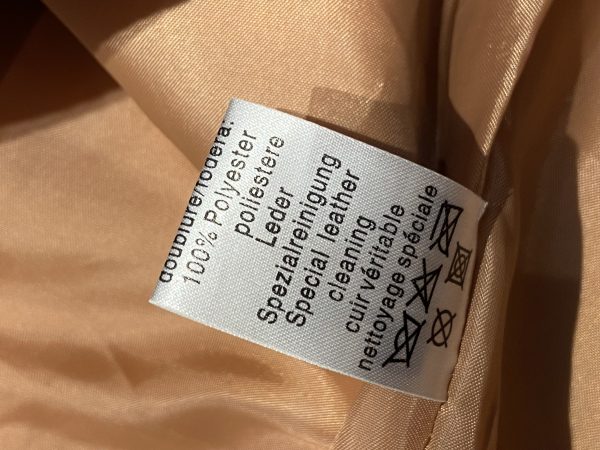 doublure/fodera:
100% Polyester
poliestere
Leder
Spezialreinigung
Special leather
cleaning
cuir véritable
nettoyage spéciale